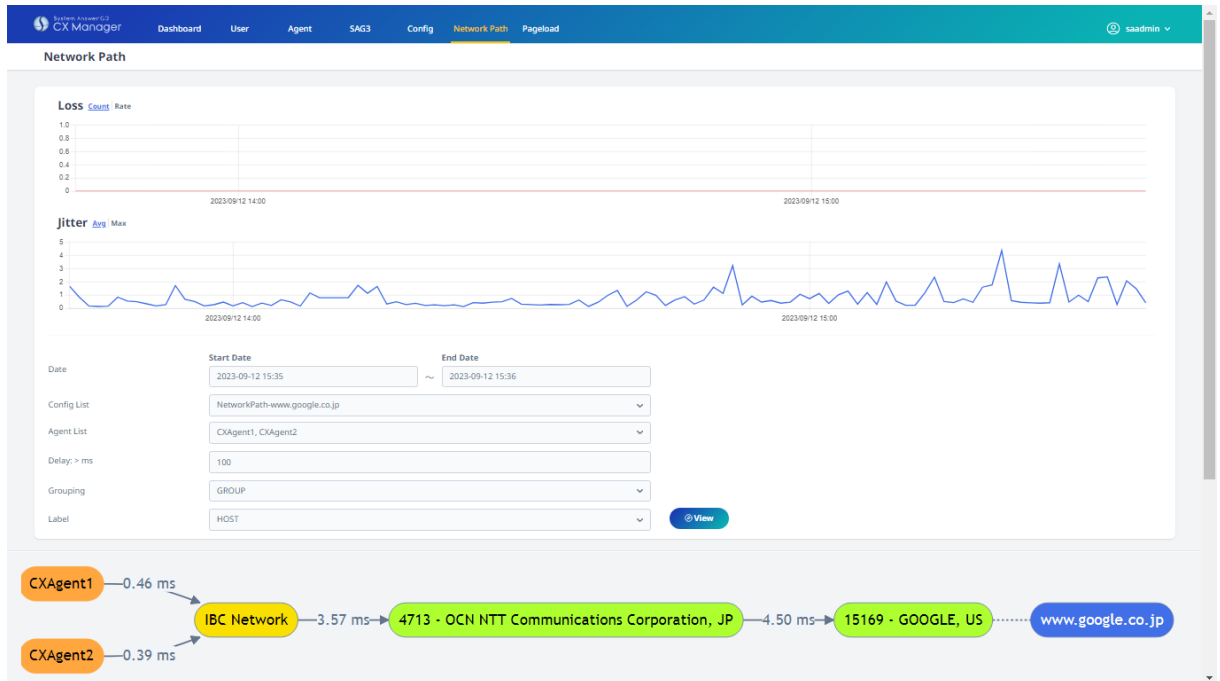 System Answer G3
CX Manager
Dashboard User Agent SAG3 Config Network Path Pageload saadmin
Network Path
Loss Count Rate
1.0
0.8
0.6
0.4
0.2
0
2023/09/12 14:00 2023/09/12 15:00
Jitter Avg Max
5
4
3
2
1
0
2023/09/12 14:00 2023/09/12 15:00
Start Date End Date
Date 2023-09-12 15:35 ~ 2023-09-12 15:36
Config List NetworkPath-www.google.co.jp
Agent List CXAgent1, CXAgent2
Delay: > ms 100
Grouping GROUP
Label HOST View
CXAgent1 0.46 ms
IBC Network 3.57 ms 4713 - OCN NTT Communications Corporation, JP 4.50 ms 15169 - GOOGLE, US www.google.co.jp
CXAgent2 0.39 ms